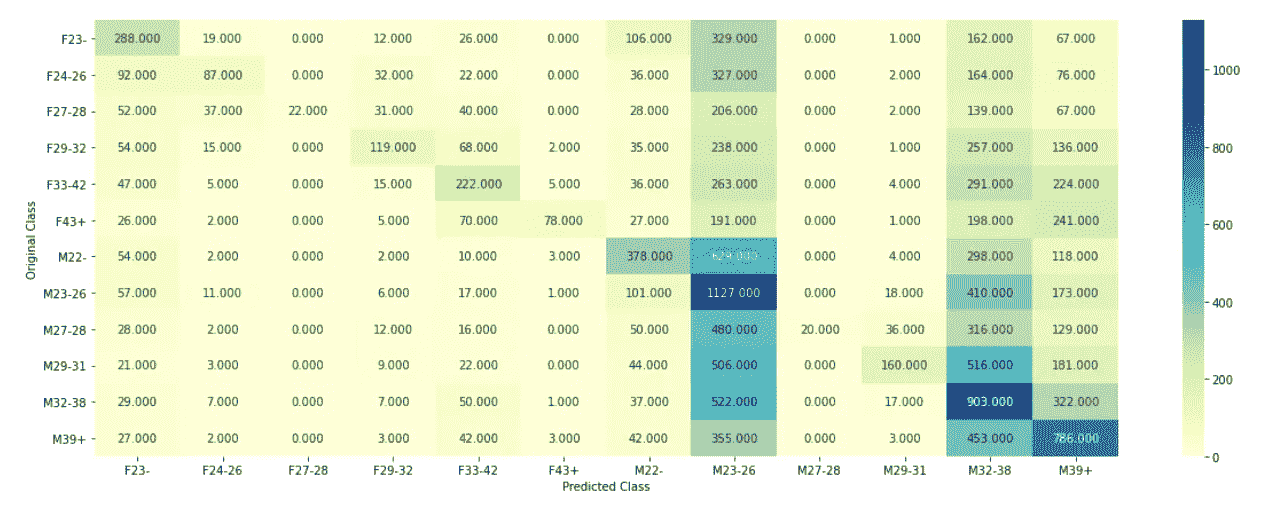 F23- 288.000 19.000 0.000 12.000 26.000 0.000 106.000 329.000 0.000 1.000 162.000 67.000
F24-26 92.000 87.000 0.000 32.000 22.000 0.000 36.000 327.000 0.000 2.000 164.000 76.000
F27-28 52.000 37.000 22.000 31.000 40.000 0.000 28.000 206.000 0.000 2.000 139.000 67.000
F29-32 54.000 15.000 0.000 119.000 68.000 2.000 35.000 238.000 0.000 1.000 257.000 136.000
F33-42 47.000 5.000 0.000 15.000 222.000 5.000 36.000 263.000 0.000 4.000 291.000 224.000
F43+ 26.000 2.000 0.000 5.000 70.000 78.000 27.000 191.000 0.000 1.000 198.000 241.000
M22- 54.000 2.000 0.000 2.000 10.000 3.000 378.000 629.000 0.000 4.000 298.000 118.000
M23-26 57.000 11.000 0.000 6.000 17.000 1.000 101.000 1127.000 0.000 18.000 410.000 173.000
M27-28 28.000 2.000 0.000 12.000 16.000 0.000 50.000 480.000 20.000 36.000 316.000 129.000
M29-31 21.000 3.000 0.000 9.000 22.000 0.000 44.000 506.000 0.000 160.000 516.000 181.000
M32-38 29.000 7.000 0.000 7.000 50.000 1.000 37.000 522.000 0.000 17.000 903.000 322.000
M39+ 27.000 2.000 0.000 3.000 42.000 3.000 42.000 355.000 0.000 3.000 453.000 786.000
F23- F24-26 F27-28 F29-32 F33-42 F43+ M22- M23-26 M27-28 M29-31 M32-38 M39+
Predicted Class
Original Class
1000
800
600
400
200
0